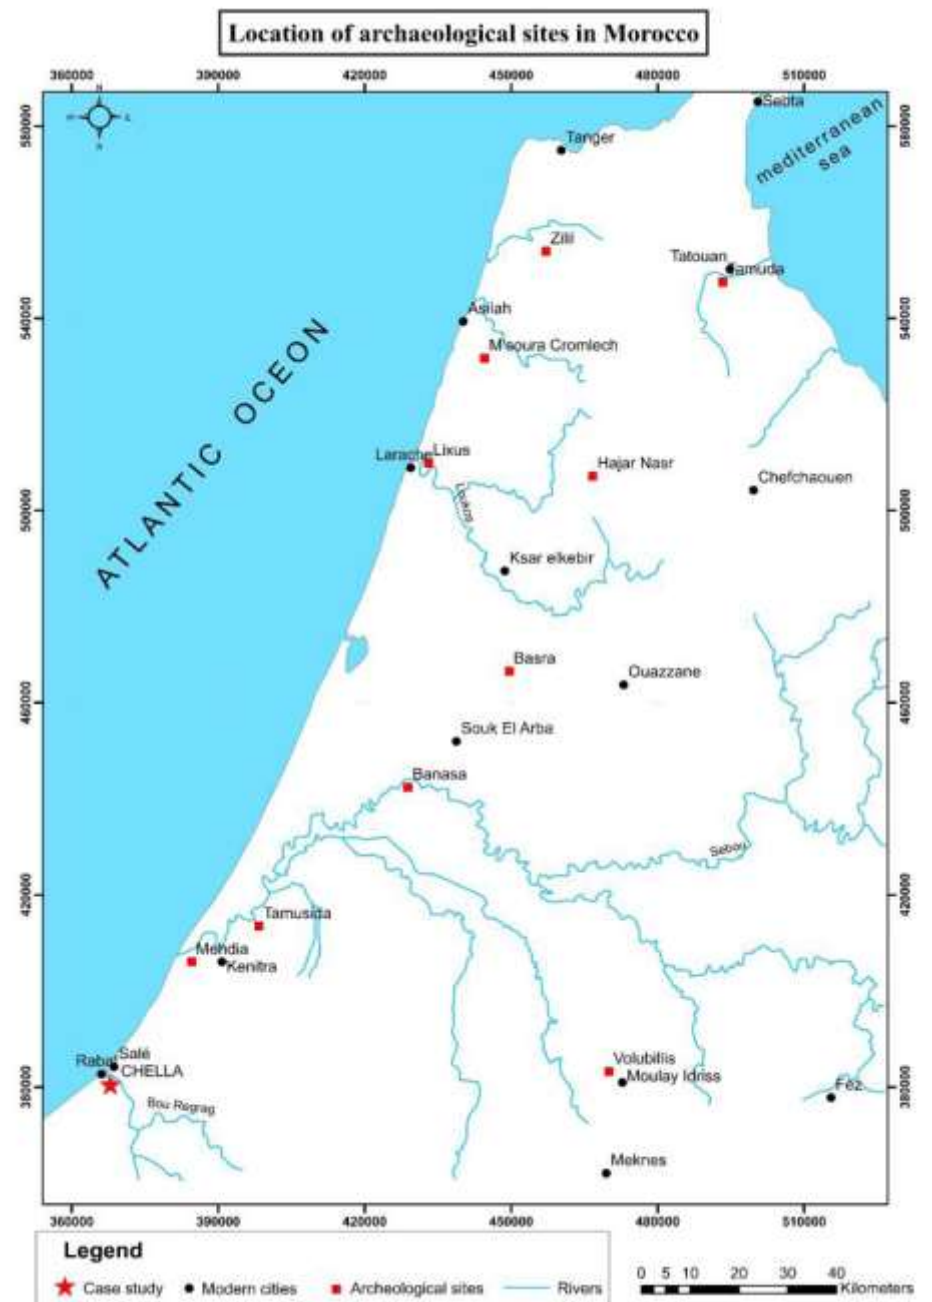 Location of archaeological sites in Morocco
360000 390000 420000 450000 480000 510000
N
580000 580000
Sebta
mediterranean
sea
Tanger
Zilil
Tatouan
Tamuda
540000 540000
Asilah
M'soura Cromlech
ATLANTIC OCEON
Larache
Lixus
Hajar Nasr
Chefchaouen
Loukos
500000 500000
Ksar elkebir
Basra
Ouazzane
460000 460000
Souk El Arba
Banasa
Sebou
420000 420000
Tamusida
Mehdia
Kenitra
Salé
Rabat
CHELLA
Volubiliis
Moulay Idriss
380000 380000
Féz
Bou Regrag
Meknes
360000 390000 420000 450000 480000 510000
Legend
Case study Modern cities Archeological sites Rivers
0 5 10 20 30 40 Kilometers